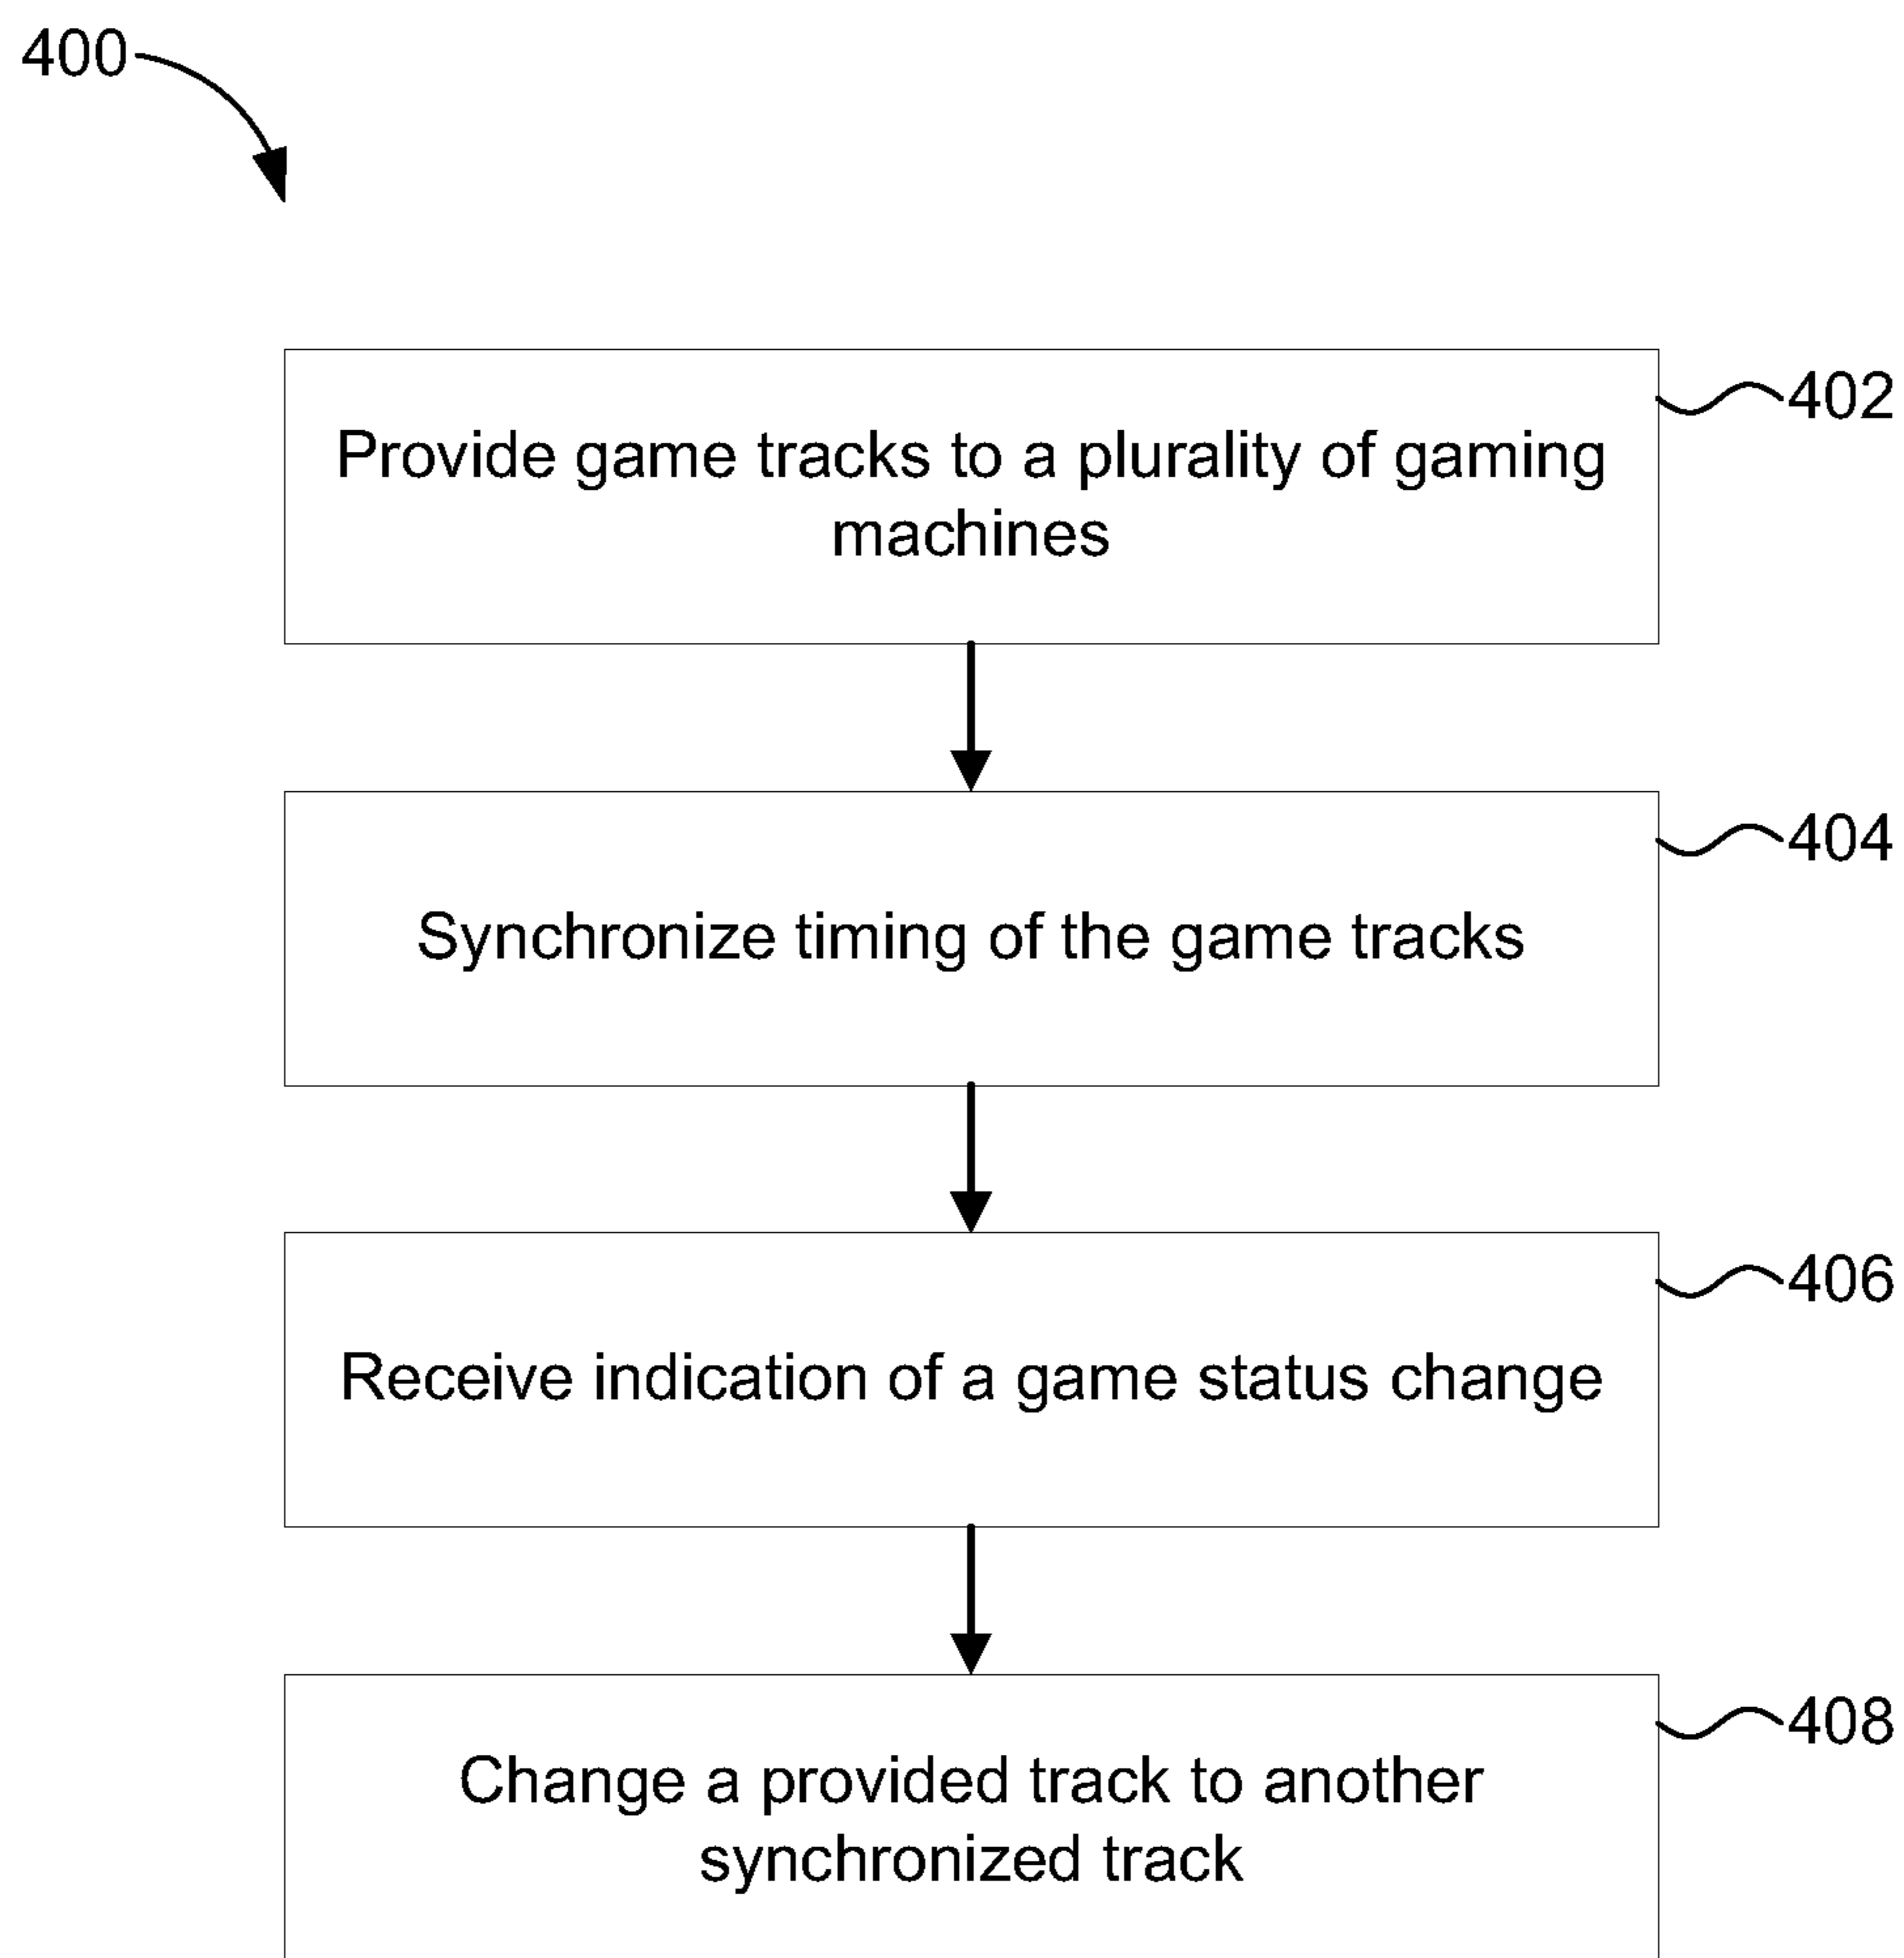 400
402
Provide game tracks to a plurality of gaming
machines
404
Synchronize timing of the game tracks
406
Receive indication of a game status change
408
Change a provided track to another
synchronized track